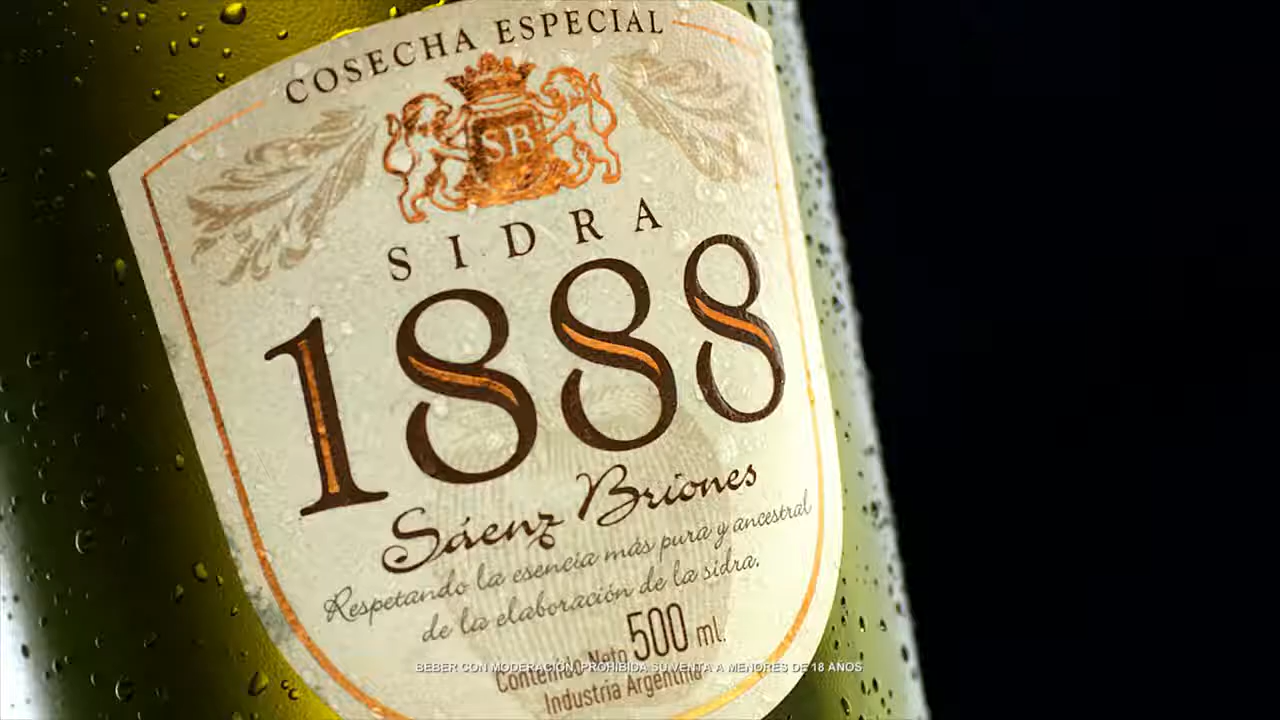 COSECHA ESPECIAL
SB
SIDRA
1888
Sáenz Briones
Respetando la esencia más pura y ancestral
de la elaboración de la sidra.
Contenido Neto 500 ml.
BEBER CON MODERACIÓN. PROHIBIDA SU VENTA A MENORES DE 18 AÑOS
Industria Argentina